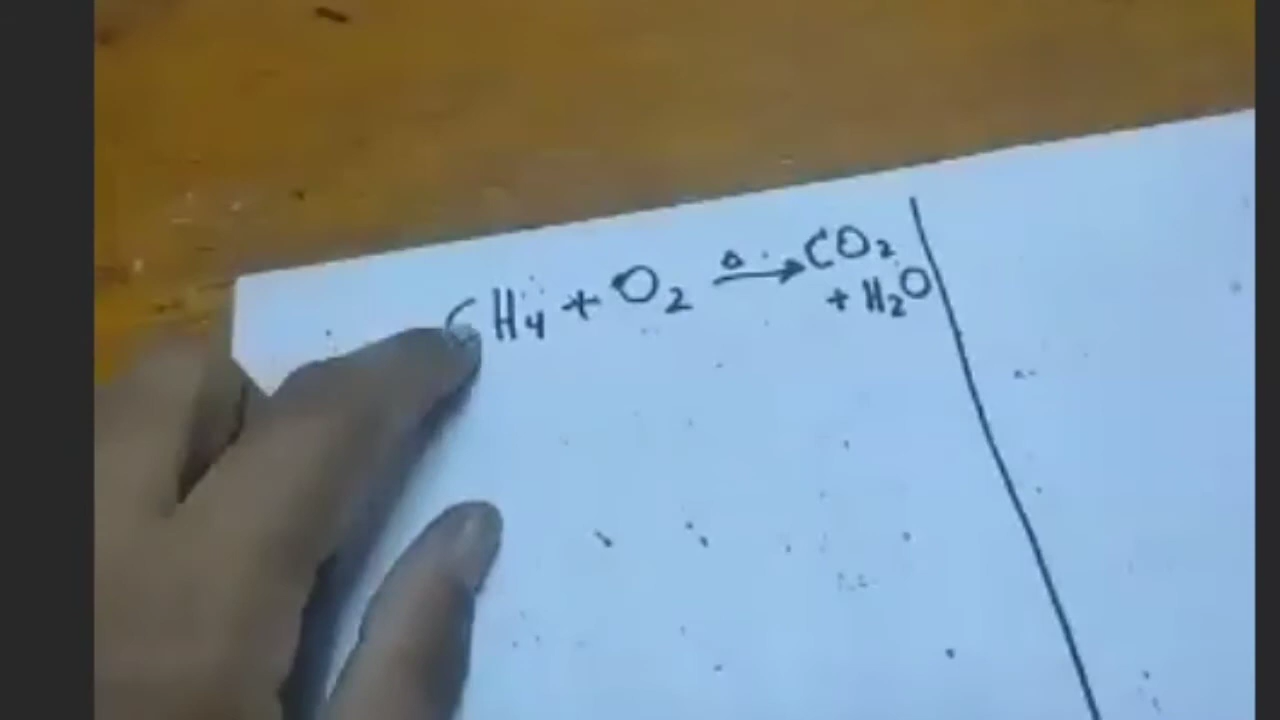 CH₄ + O₂ →Δ CO₂
+ H₂O